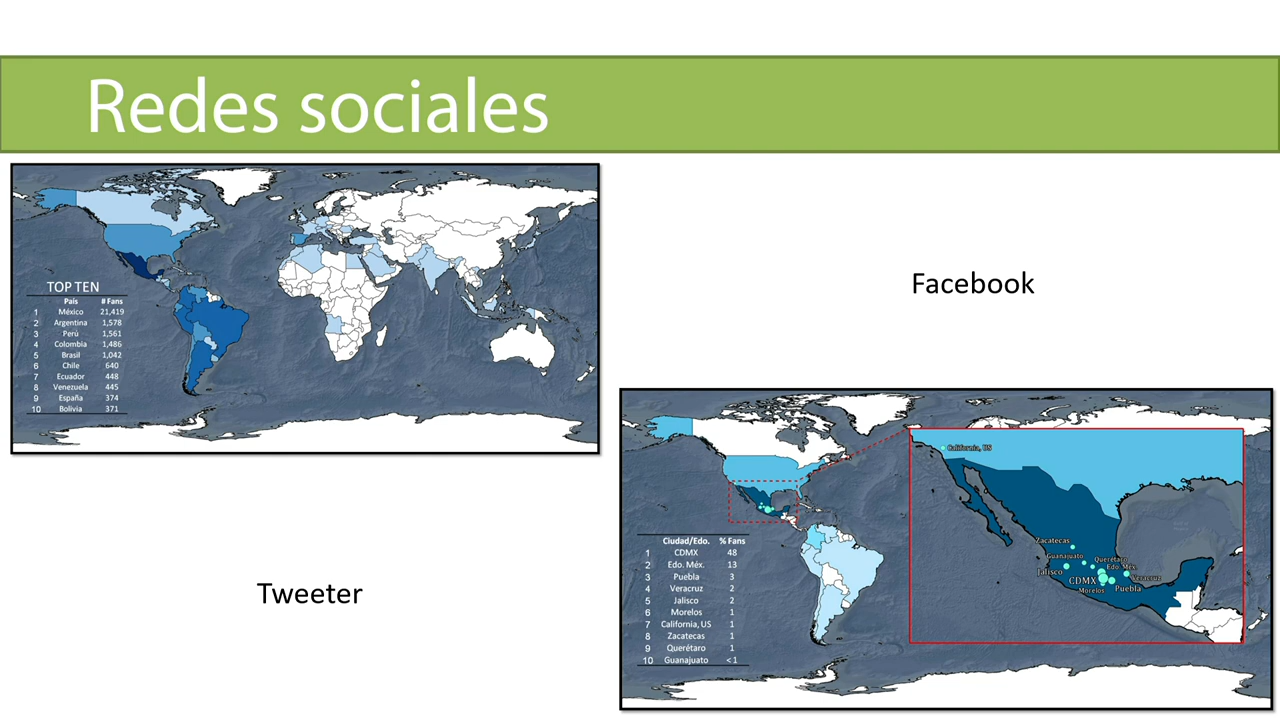 Redes sociales
TOP TEN
País # Fans
1 México 21,419
2 Argentina 1,578
3 Perú 1,561
4 Colombia 1,486
5 Brasil 1,042
6 Chile 640
7 Ecuador 448
8 Venezuela 445
9 España 374
10 Bolivia 371
Facebook
Tweeter
Ciudad/Edo. % Fans
1 CDMX 48
2 Edo. Méx. 13
3 Puebla 3
4 Veracruz 2
5 Jalisco 2
6 Morelos 1
7 California, US 1
8 Zacatecas 1
9 Querétaro 1
10 Guanajuato < 1
California, US
Zacatecas
Guanajuato
Querétaro
Jalisco
Edo. Méx.
CDMX
Veracruz
Morelos
Puebla